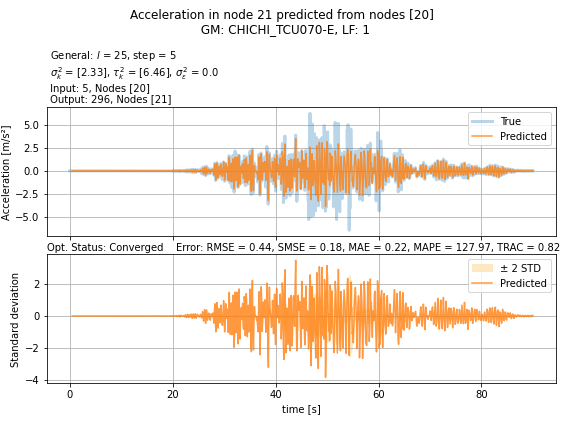 Acceleration in node 21 predicted from nodes [20]
GM: CHICHI_TCU070-E, LF: 1
General: l = 25, step = 5
σ²ₖ = [2.33], τ²ₖ = [6.46], σ²ε = 0.0
Input: 5, Nodes [20]
Output: 296, Nodes [21]
Acceleration [m/s²]
5.0
2.5
0.0
−2.5
−5.0
True
Predicted
Opt. Status: Converged Error: RMSE = 0.44, SMSE = 0.18, MAE = 0.22, MAPE = 127.97, TRAC = 0.82
Standard deviation
2
0
−2
−4
± 2 STD
Predicted
0 20 40 60 80
time [s]